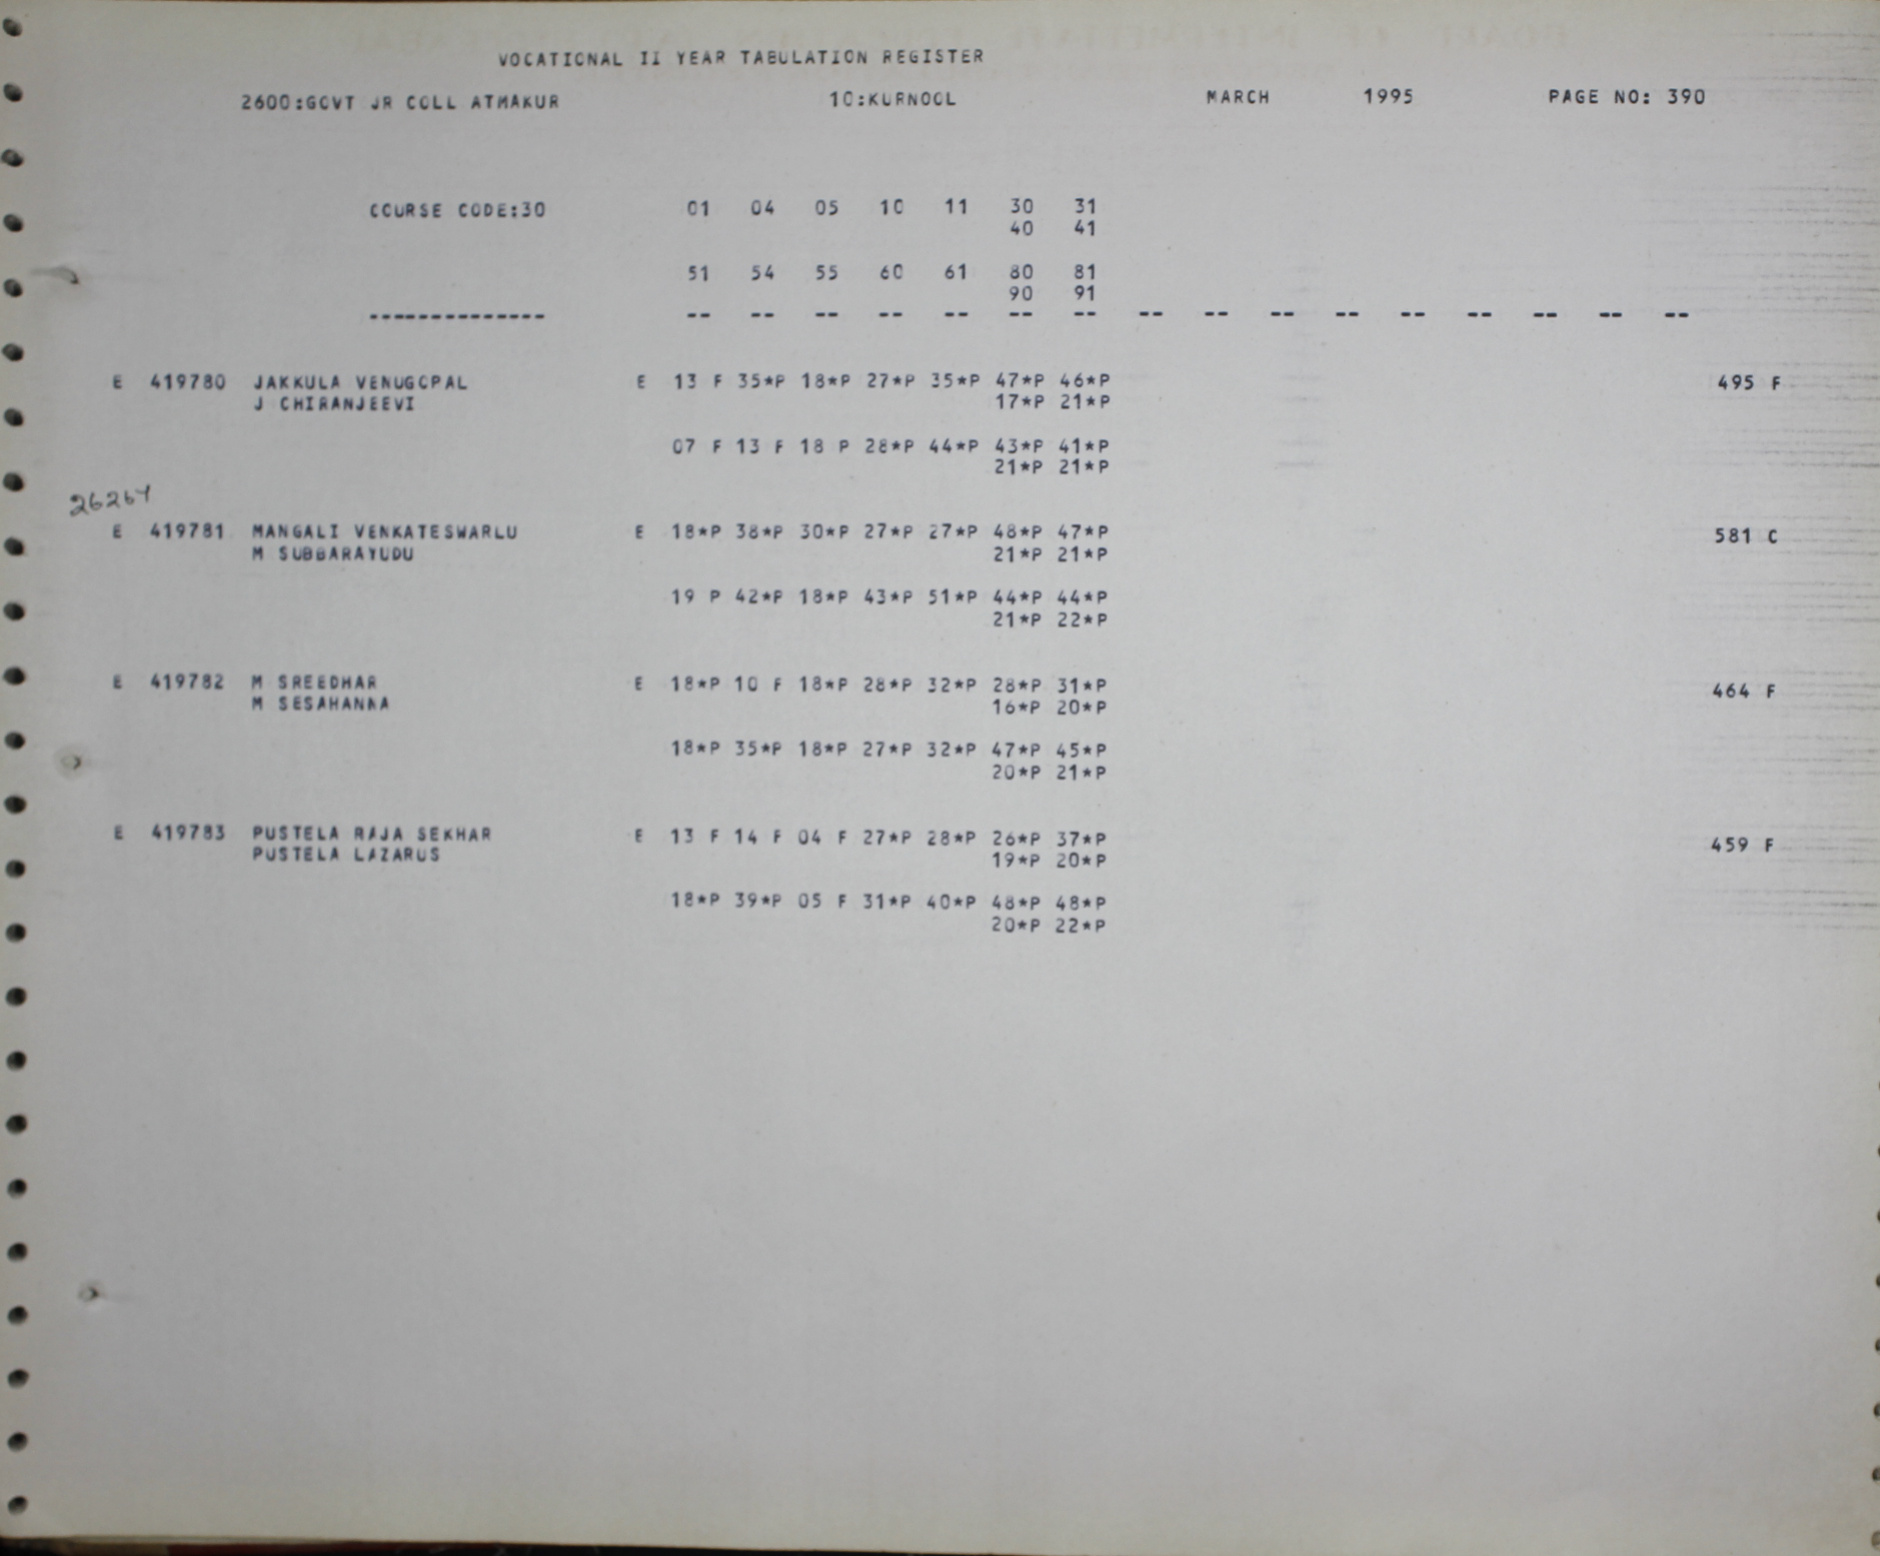 VOCATIONAL II YEAR TABULATION REGISTER
2600:GOVT JR COLL ATMAKUR 10:KURNOOL MARCH 1995 PAGE NO: 390
COURSE CODE:30 01 04 05 10 11 30 31
40 41
51 54 55 60 61 80 81
90 91
-------------- -- -- -- -- -- -- -- -- -- -- -- -- -- -- -- --
E 419780 JAKKULA VENUGOPAL E 13 F 35*P 18*P 27*P 35*P 47*P 46*P 495 F
J CHIRANJEEVI 17*P 21*P
07 F 13 F 18 P 28*P 44*P 43*P 41*P
21*P 21*P
26264
E 419781 MANGALI VENKATESWARLU E 18*P 38*P 30*P 27*P 27*P 48*P 47*P 581 C
M SUBBARAYUDU 21*P 21*P
19 P 42*P 18*P 43*P 51*P 44*P 44*P
21*P 22*P
E 419782 M SREEDHAR E 18*P 10 F 18*P 28*P 32*P 28*P 31*P 464 F
M SESAHANNA 16*P 20*P
18*P 35*P 18*P 27*P 32*P 47*P 45*P
20*P 21*P
E 419783 PUSTELA RAJA SEKHAR E 13 F 14 F 04 F 27*P 28*P 26*P 37*P 459 F
PUSTELA LAZARUS 19*P 20*P
18*P 39*P 05 F 31*P 40*P 48*P 48*P
20*P 22*P